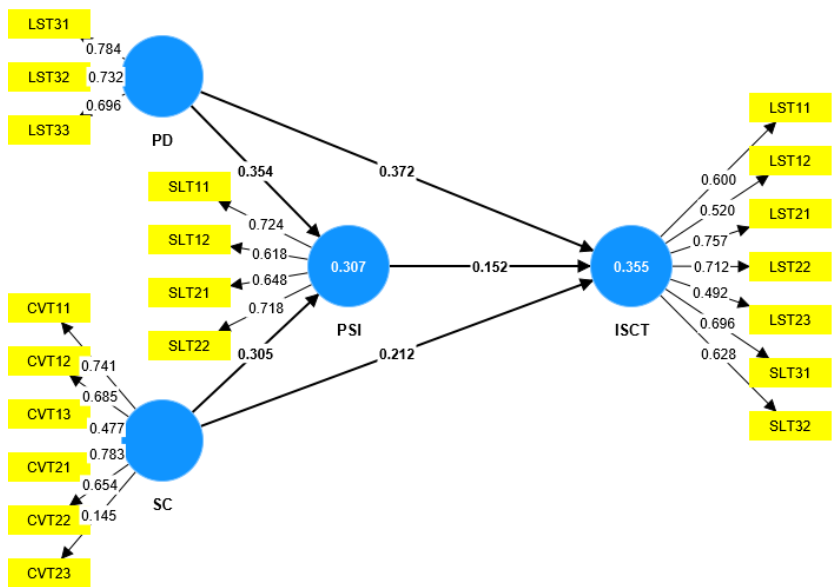 LST31
0.784
LST32
0.732
0.696
LST33
PD
0.354
0.372
SLT11
0.724
SLT12
0.618
SLT21
0.648
0.718
SLT22
0.307
PSI
0.152
0.305
0.212
0.355
ISCT
LST11
0.600
LST12
0.520
LST21
0.757
0.712
LST22
0.492
LST23
0.696
SLT31
0.628
SLT32
CVT11
0.741
CVT12
0.685
CVT13
0.477
0.783
CVT21
0.654
CVT22
0.145
CVT23
SC